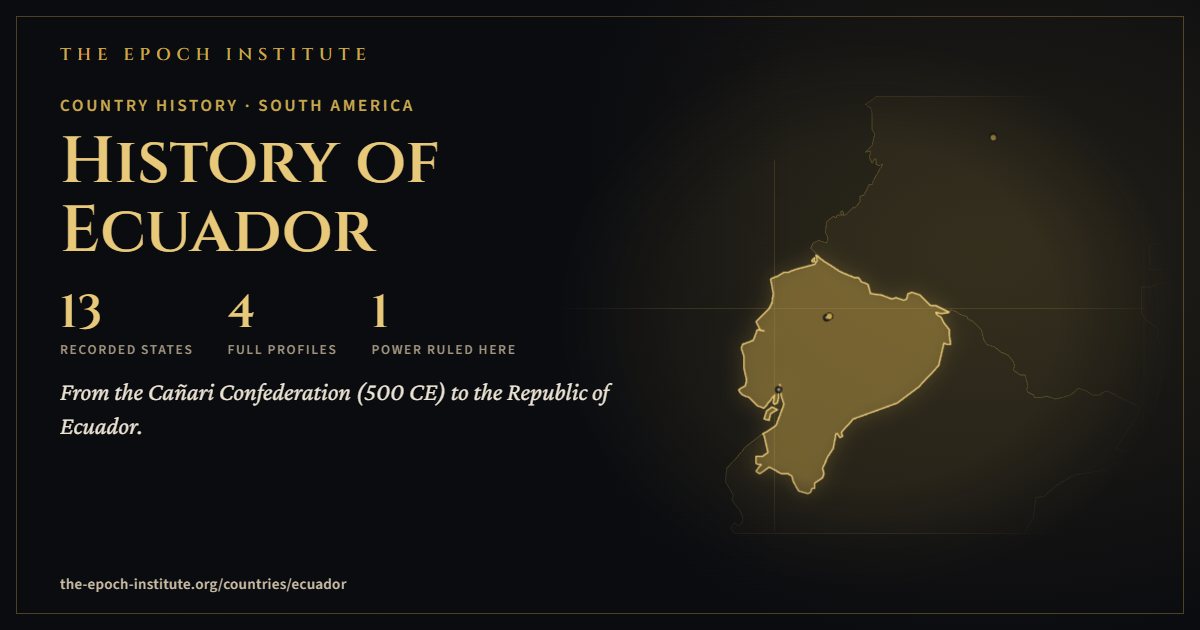 THE EPOCH INSTITUTE
COUNTRY HISTORY · SOUTH AMERICA
HISTORY OF
ECUADOR
13 4 1
RECORDED STATES FULL PROFILES POWER RULED HERE
From the Cañari Confederation (500 CE) to the Republic of
Ecuador.
the-epoch-institute.org/countries/ecuador